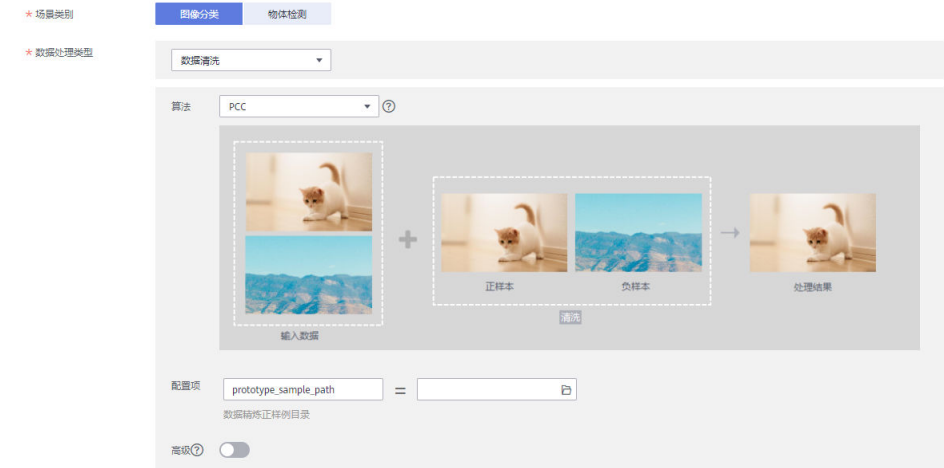 * 场景类别 图像分类 物体检测
* 数据处理类型 数据清洗
算法 PCC ?
正样本 负样本 处理结果
清洗
输入数据
配置项 prototype_sample_path =
数据精炼正样例目录
高级 ?